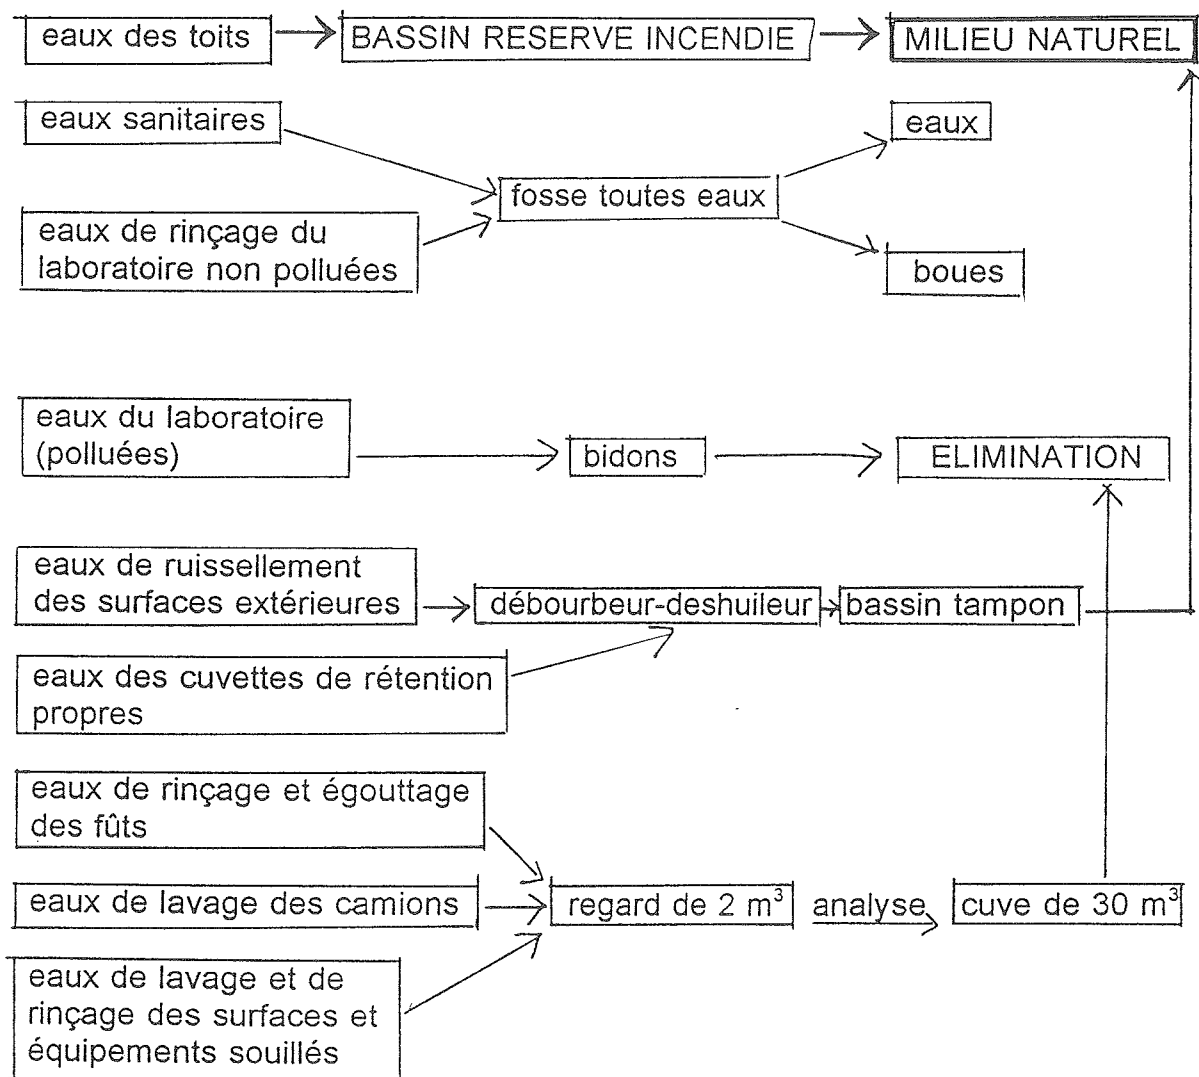 eaux des toits
BASSIN RESERVE INCENDIE
MILIEU NATUREL
eaux sanitaires
eaux
fosse toutes eaux
eaux de rinçage du
laboratoire non polluées
boues
eaux du laboratoire
(polluées)
bidons
ELIMINATION
eaux de ruissellement
des surfaces extérieures
débourbeur-deshuileur
bassin tampon
eaux des cuvettes de rétention
propres
eaux de rinçage et égouttage
des fûts
eaux de lavage des camions
regard de 2 m³
analyse
cuve de 30 m³
eaux de lavage et de
rinçage des surfaces et
équipements souillés